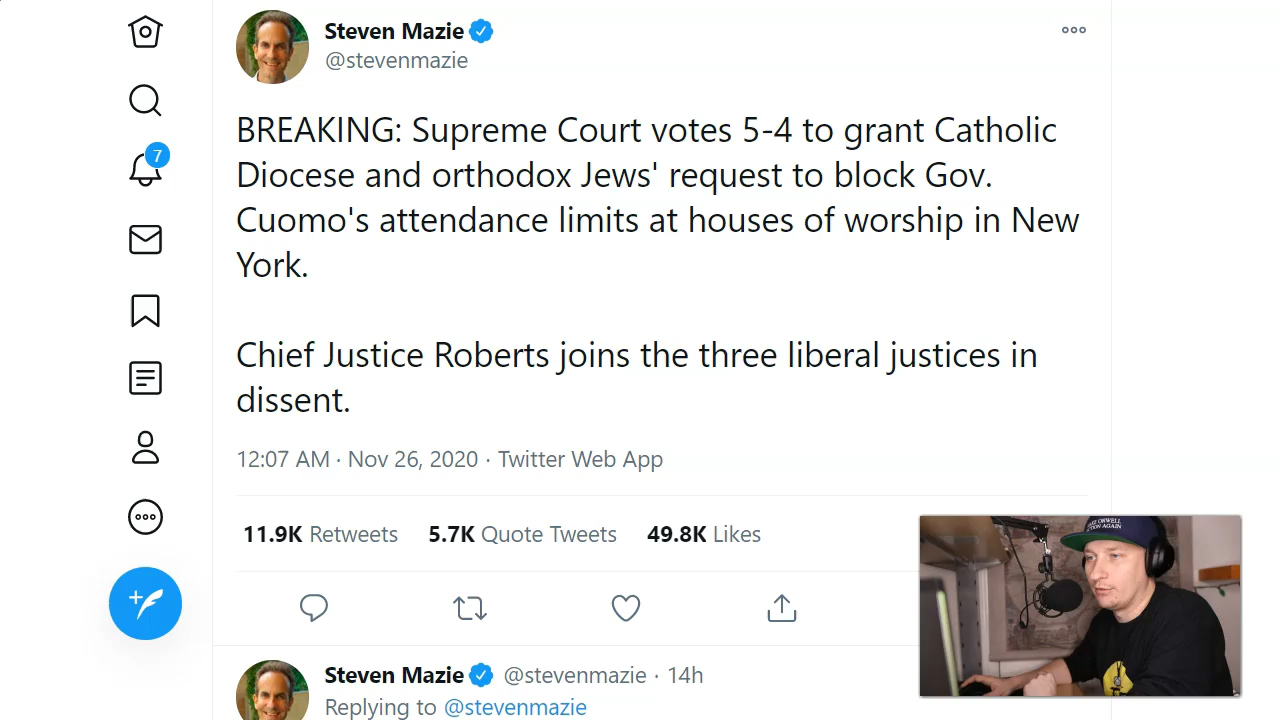 Steven Mazie
@stevenmazie
BREAKING: Supreme Court votes 5-4 to grant Catholic
Diocese and orthodox Jews' request to block Gov.
Cuomo's attendance limits at houses of worship in New
York.
Chief Justice Roberts joins the three liberal justices in
dissent.
12:07 AM · Nov 26, 2020 · Twitter Web App
11.9K Retweets 5.7K Quote Tweets 49.8K Likes
Steven Mazie @stevenmazie · 14h
Replying to @stevenmazie
7
ORWELL
AGAIN